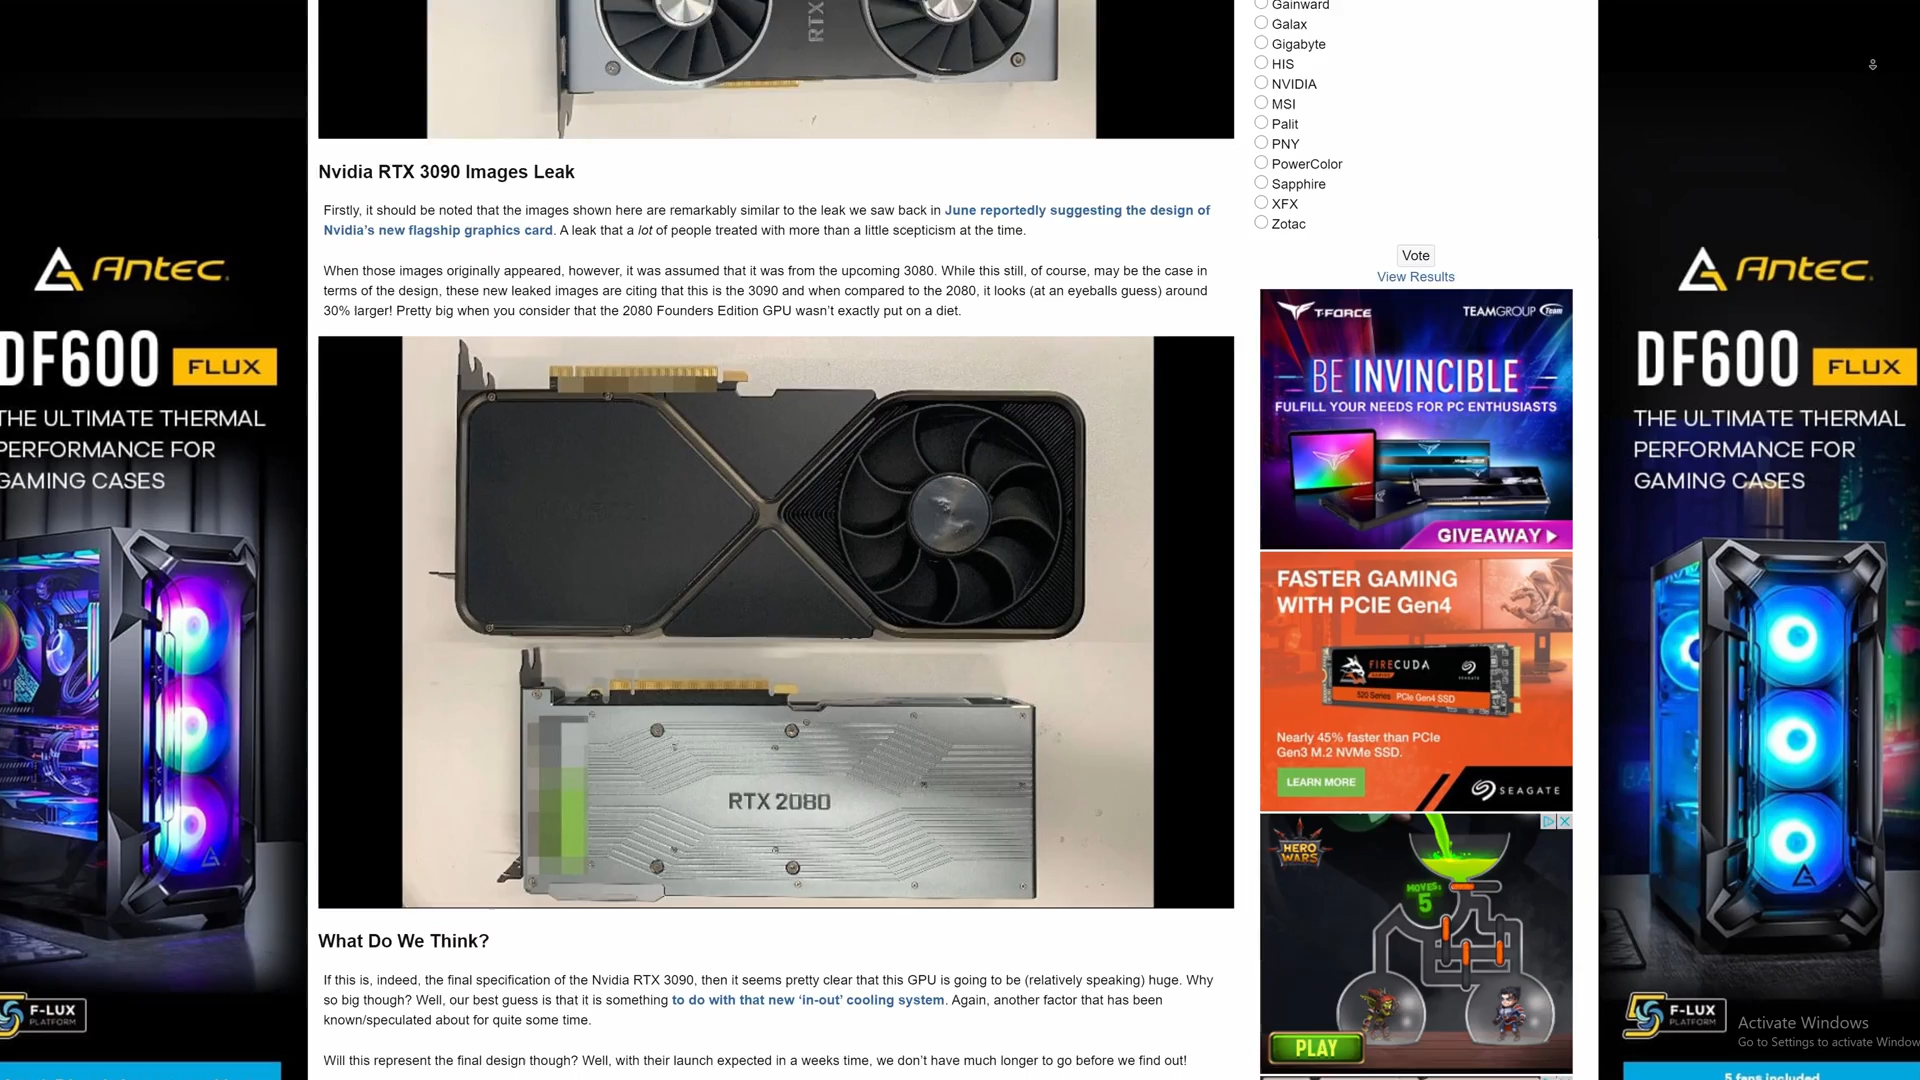 RTX
Nvidia RTX 3090 Images Leak
Firstly, it should be noted that the images shown here are remarkably similar to the leak we saw back in June reportedly suggesting the design of
Nvidia’s new flagship graphics card. A leak that a lot of people treated with more than a little scepticism at the time.
When those images originally appeared, however, it was assumed that it was from the upcoming 3080. While this still, of course, may be the case in
terms of the design, these new leaked images are citing that this is the 3090 and when compared to the 2080, it looks (at an eyeballs guess) around
30% larger! Pretty big when you consider that the 2080 Founders Edition GPU wasn’t exactly put on a diet.
RTX 2080
What Do We Think?
If this is, indeed, the final specification of the Nvidia RTX 3090, then it seems pretty clear that this GPU is going to be (relatively speaking) huge. Why
so big though? Well, our best guess is that it is something to do with that new ‘in-out’ cooling system. Again, another factor that has been
known/speculated about for quite some time.
Will this represent the final design though? Well, with their launch expected in a weeks time, we don’t have much longer to go before we find out!
Gainward
Galax
Gigabyte
HIS
NVIDIA
MSI
Palit
PNY
PowerColor
Sapphire
XFX
Zotac
Vote
View Results
T-FORCE
TEAMGROUP Team
BE INVINCIBLE
FULFILL YOUR NEEDS FOR PC ENTHUSIASTS
GIVEAWAY
FASTER GAMING
WITH PCIE Gen4
FIRECUDA
GAMING
520 Series PCIe Gen4 SSD
SEAGATE
Nearly 45% faster than PCIe
Gen3 M.2 NVMe SSD.
LEARN MORE
SEAGATE
HERO
WARS
MOVES:
5
PLAY
Antec
DF600 FLUX
THE ULTIMATE THERMAL
PERFORMANCE FOR
GAMING CASES
5 F-LUX
PLATFORM
Antec
DF600 FLUX
THE ULTIMATE THERMAL
PERFORMANCE FOR
GAMING CASES
5 F-LUX
PLATFORM
Activate Windows
Go to Settings to activate Window
5 fans included